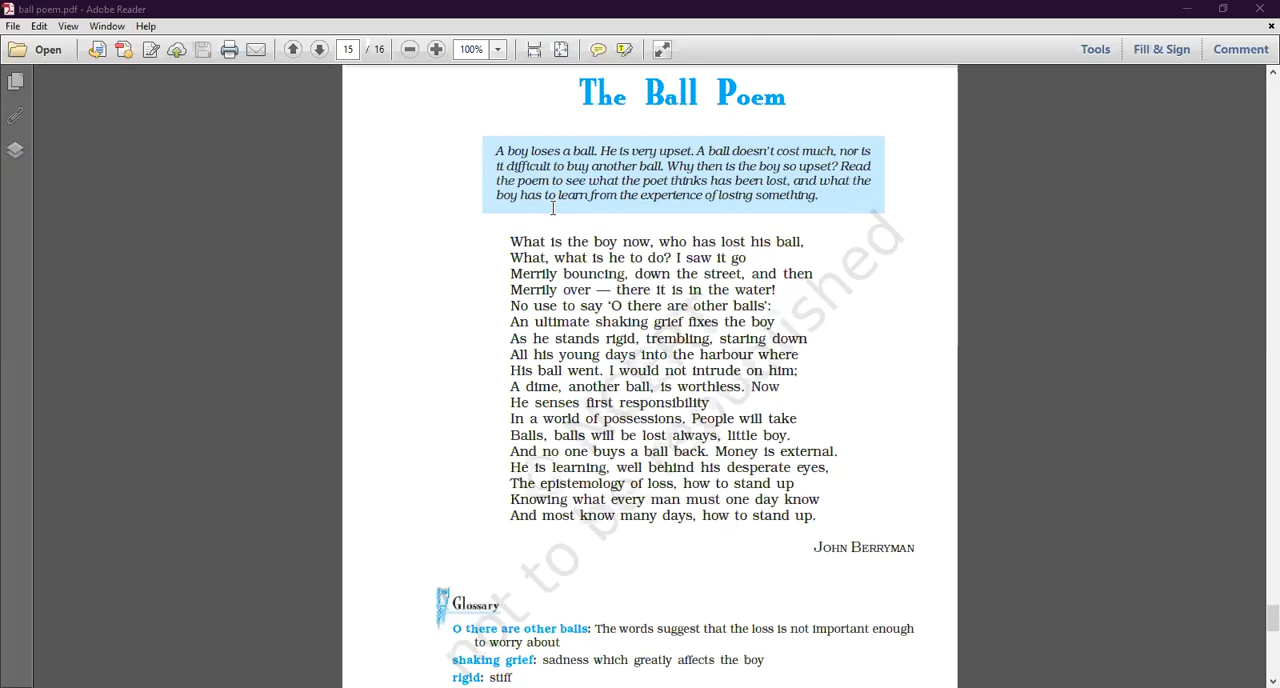 ball poem.pdf - Adobe Reader
File Edit View Window Help
Open 15 / 16 100% Tools Fill & Sign Comment
The Ball Poem
A boy loses a ball. He is very upset. A ball doesn't cost much, nor is
it difficult to buy another ball. Why then is the boy so upset? Read
the poem to see what the poet thinks has been lost, and what the
boy has to learn from the experience of losing something.
What is the boy now, who has lost his ball,
What, what is he to do? I saw it go
Merrily bouncing, down the street, and then
Merrily over — there it is in the water!
No use to say ‘O there are other balls’:
An ultimate shaking grief fixes the boy
As he stands rigid, trembling, staring down
All his young days into the harbour where
His ball went. I would not intrude on him;
A dime, another ball, is worthless. Now
He senses first responsibility
In a world of possessions. People will take
Balls, balls will be lost always, little boy.
And no one buys a ball back. Money is external.
He is learning, well behind his desperate eyes,
The epistemology of loss, how to stand up
Knowing what every man must one day know
And most know many days, how to stand up.
JOHN BERRYMAN
Glossary
O there are other balls: The words suggest that the loss is not important enough
to worry about
shaking grief: sadness which greatly affects the boy
rigid: stiff
not to be republished